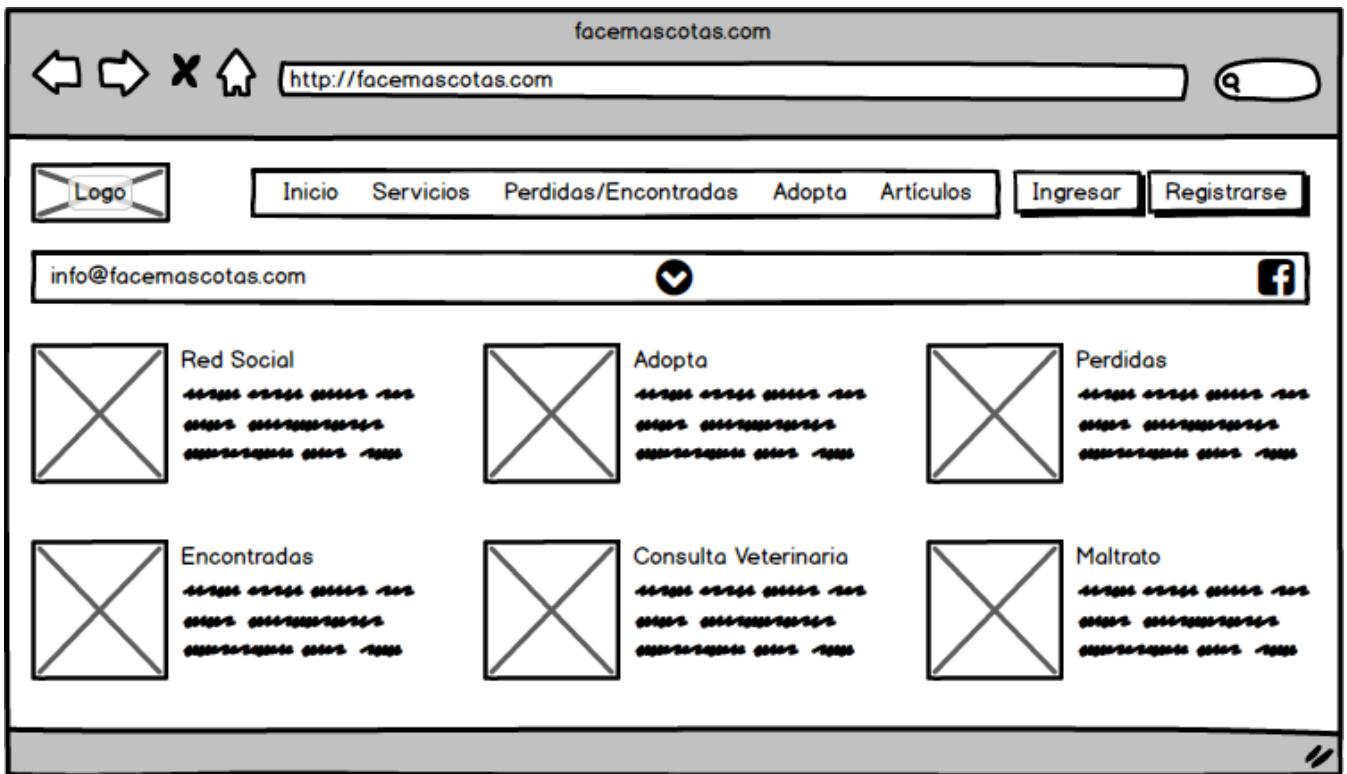 facemascotas.com
http://facemascotas.com
Logo
Inicio Servicios Perdidas/Encontradas Adopta Artículos Ingresar Registrarse
info@facemascotas.com
Red Social Adopta Perdidas
Encontradas Consulta Veterinaria Maltrato